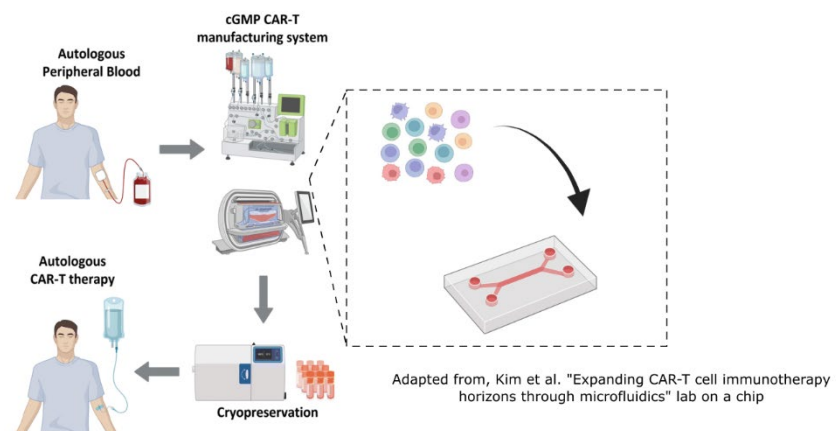 cGMP CAR-T
manufacturing system
Autologous
Peripheral Blood
Autologous
CAR-T therapy
Cryopreservation
Adapted from, Kim et al. "Expanding CAR-T cell immunotherapy
horizons through microfluidics" lab on a chip